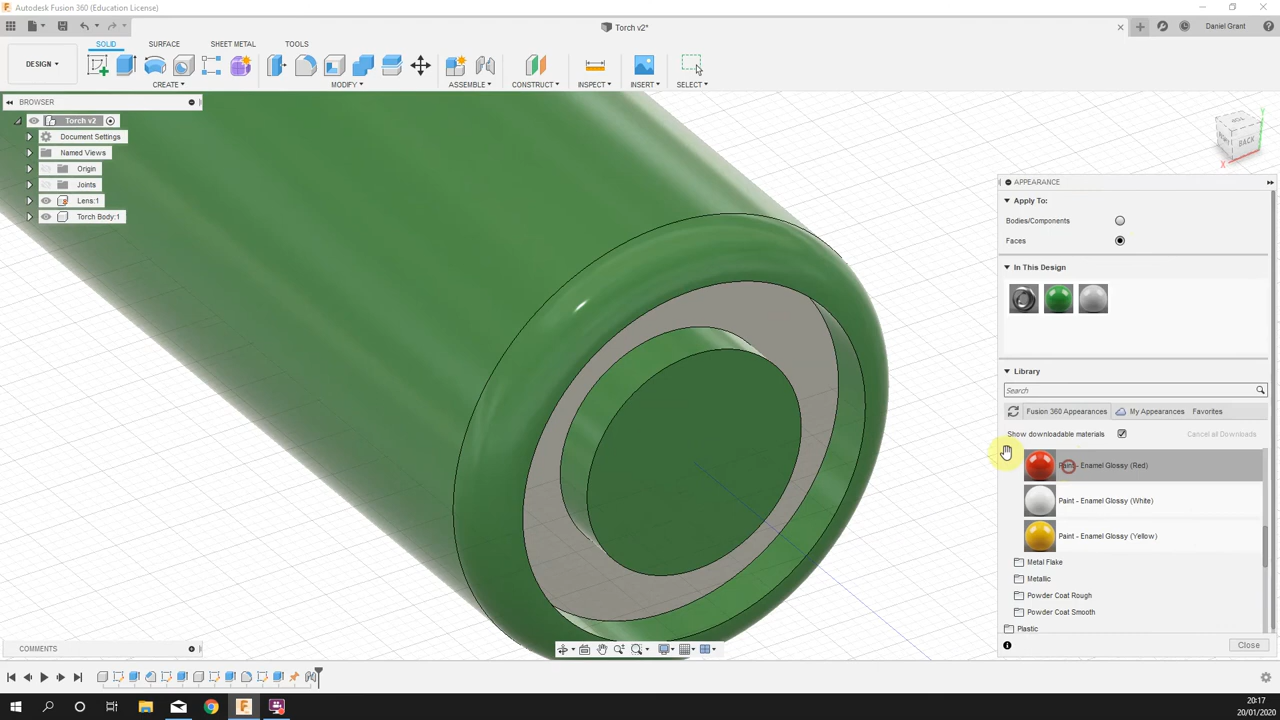 Autodesk Fusion 360 (Education License)
Torch v2*
Daniel Grant
DESIGN
SOLID
SURFACE
SHEET METAL
TOOLS
CREATE
MODIFY
ASSEMBLE
CONSTRUCT
INSPECT
INSERT
SELECT
BROWSER
Torch v2
Document Settings
Named Views
Origin
Joints
Lens:1
Torch Body:1
TOP
BACK
X
Y
APPEARANCE
Apply To:
Bodies/Components
Faces
In This Design
Library
Search
Fusion 360 Appearances
My Appearances
Favorites
Show downloadable materials
Cancel all Downloads
Paint - Enamel Glossy (Red)
Paint - Enamel Glossy (White)
Paint - Enamel Glossy (Yellow)
Metal Flake
Metallic
Powder Coat Rough
Powder Coat Smooth
Plastic
Close
COMMENTS
20:17
20/01/2020